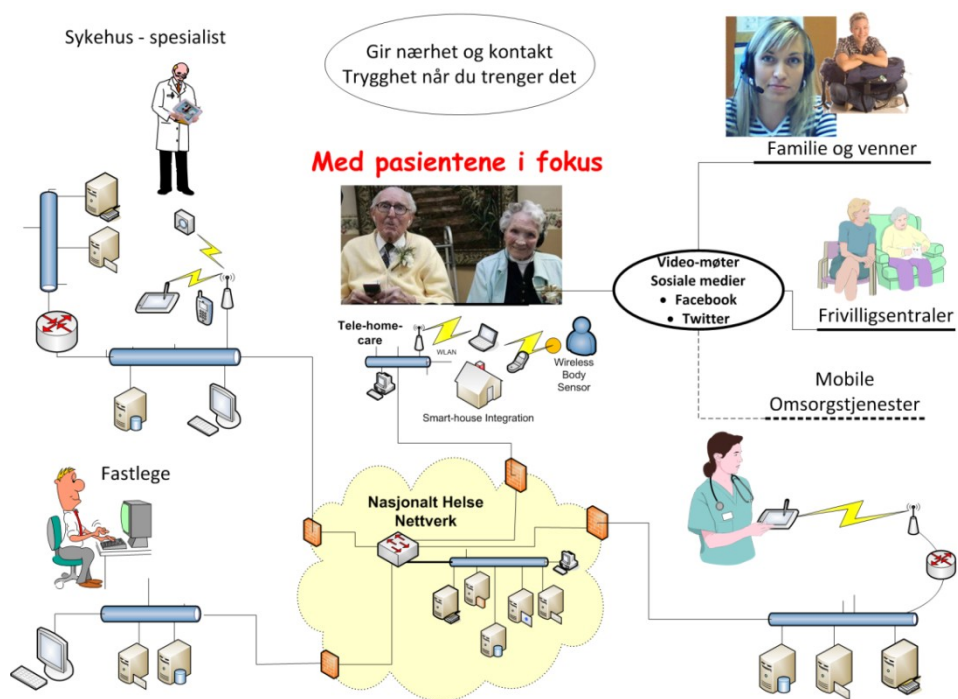 Sykehus - spesialist
Gir nærhet og kontakt
Trygghet når du trenger det
Med pasientene i fokus
Familie og venner
Video-møter
Sosiale medier
• Facebook
• Twitter
Frivilligsentraler
Tele-home-
care
WLAN
Wireless
Body
Sensor
Smart-house Integration
Mobile
Omsorgstjenester
Fastlege
Nasjonalt Helse
Nettverk